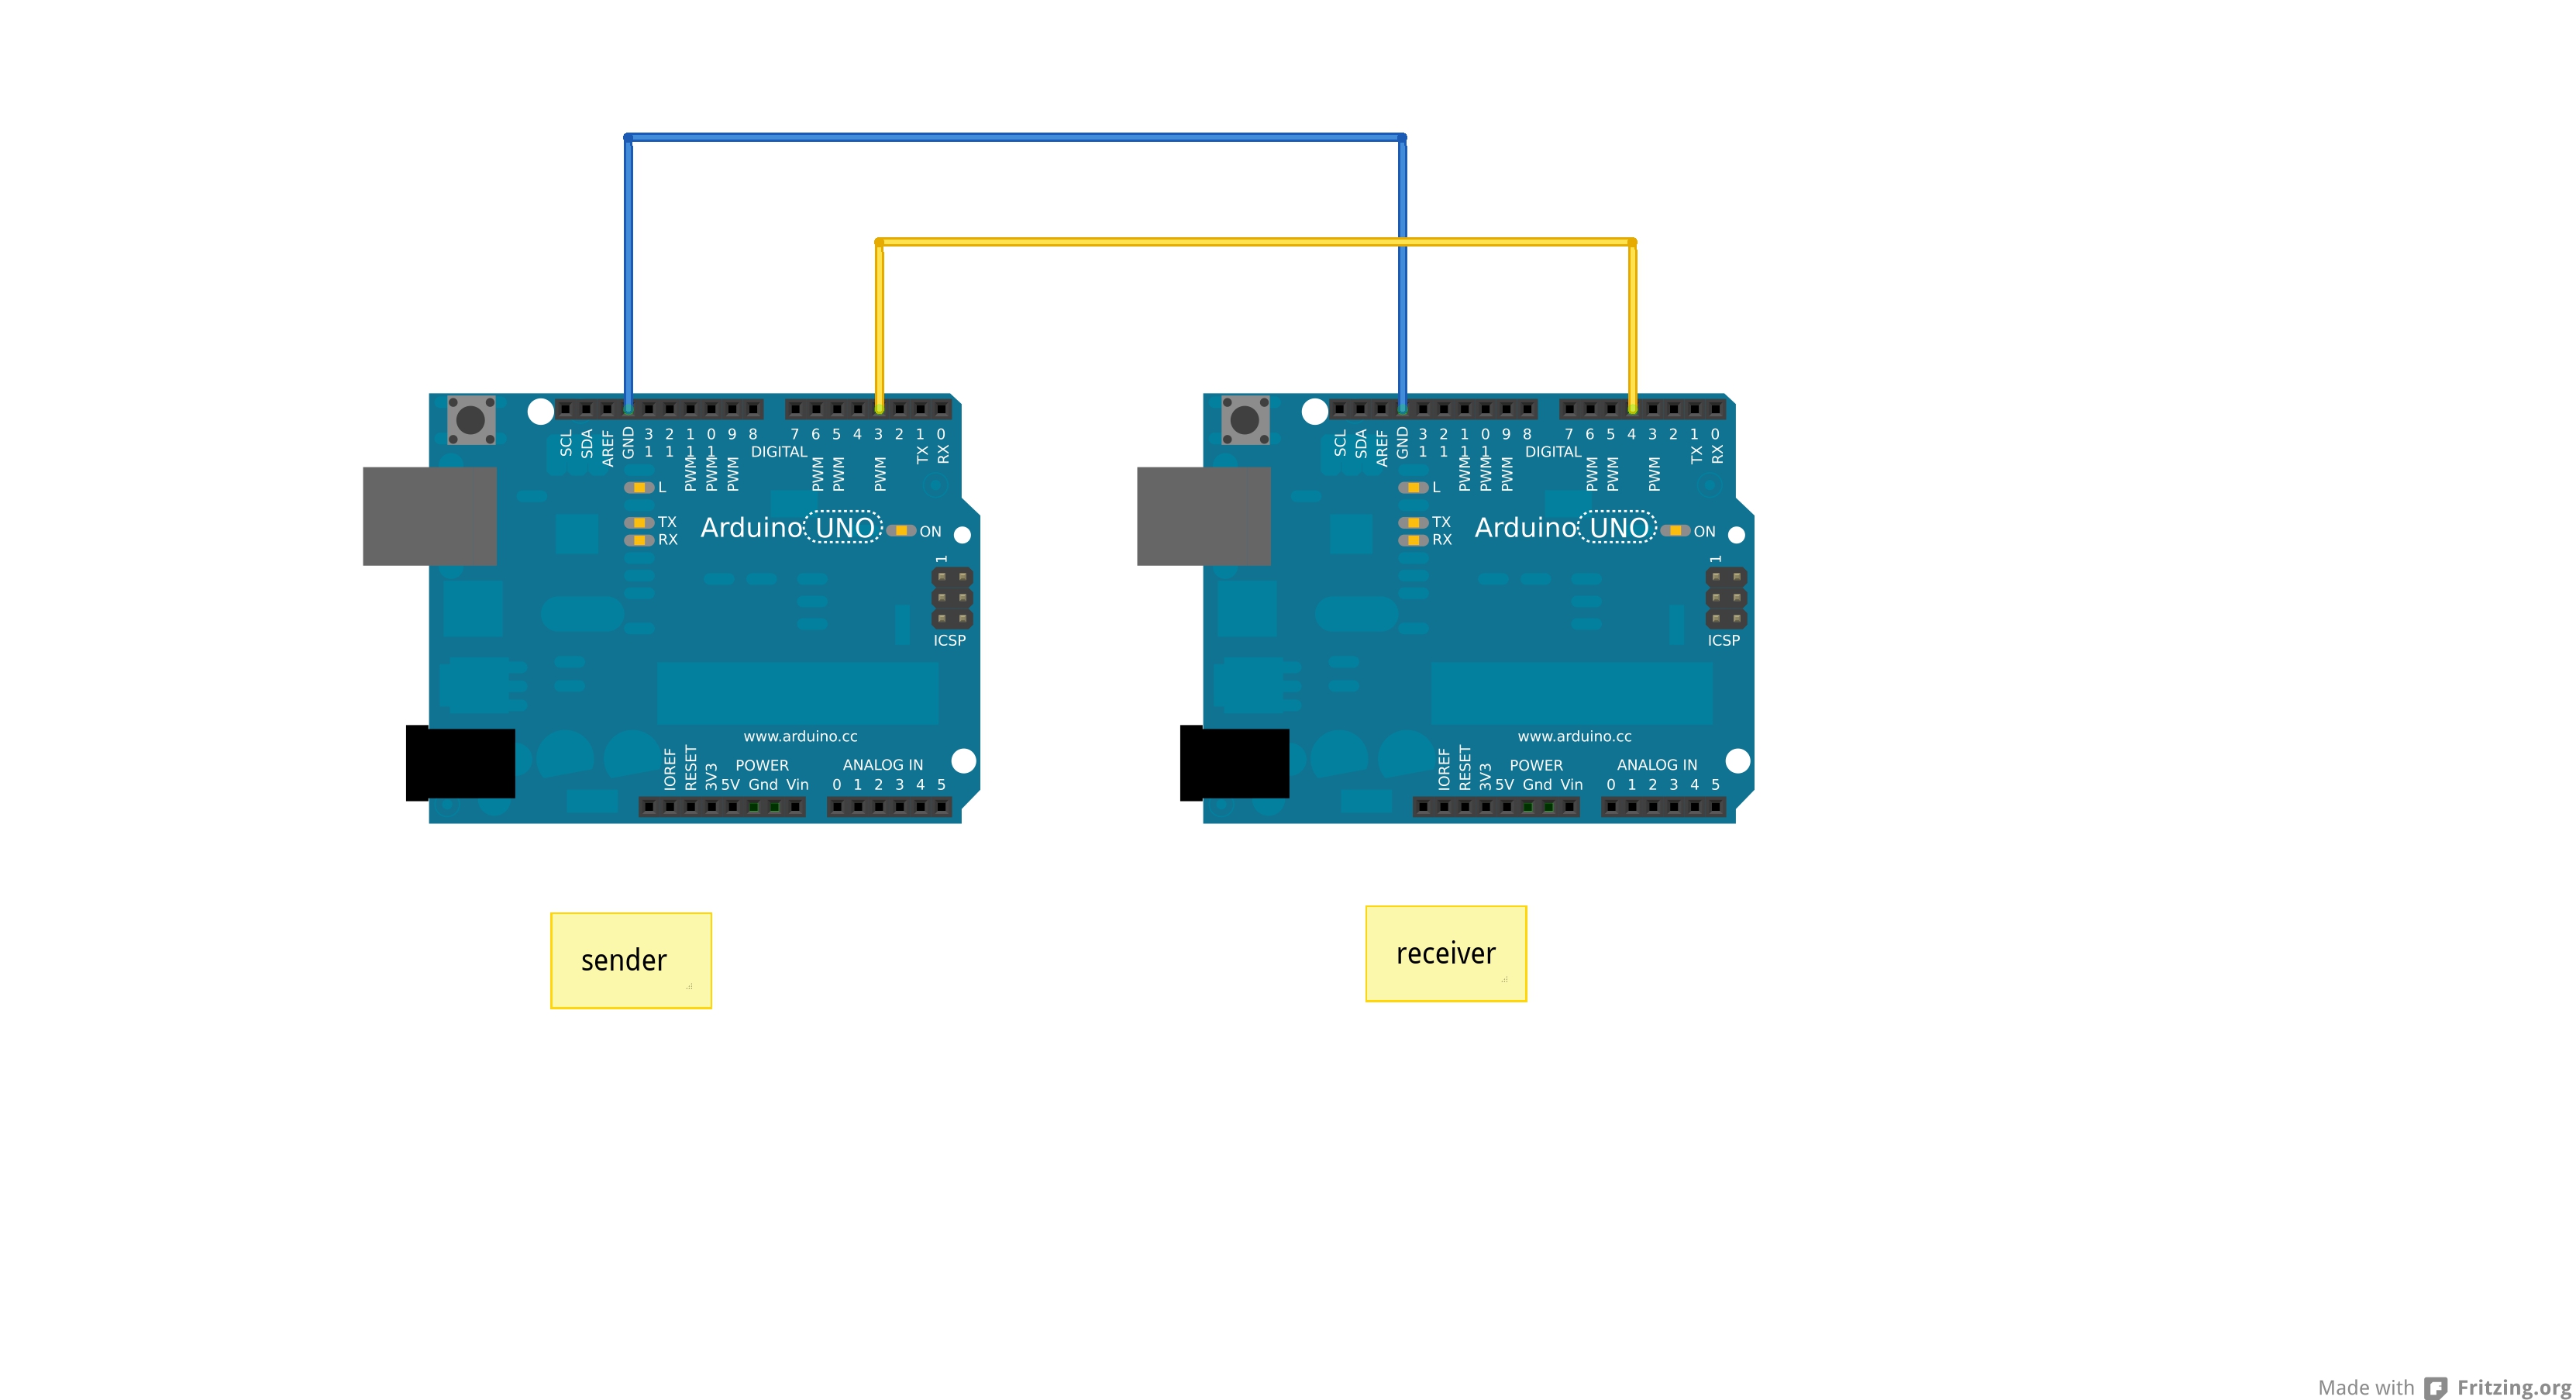 SCL SDA AREF GND 13 12 11 10 9 8 7 6 5 4 3 2 1 0
PWM PWM PWM DIGITAL PWM PWM PWM TX RX
L
TX
RX
Arduino UNO ON
1
ICSP
www.arduino.cc
POWER ANALOG IN
IOREF RESET 3V3 5V Gnd Vin 0 1 2 3 4 5
SCL SDA AREF GND 13 12 11 10 9 8 7 6 5 4 3 2 1 0
PWM PWM PWM DIGITAL PWM PWM PWM TX RX
L
TX
RX
Arduino UNO ON
1
ICSP
www.arduino.cc
POWER ANALOG IN
IOREF RESET 3V3 5V Gnd Vin 0 1 2 3 4 5
sender
receiver
Made with Fritzing.org